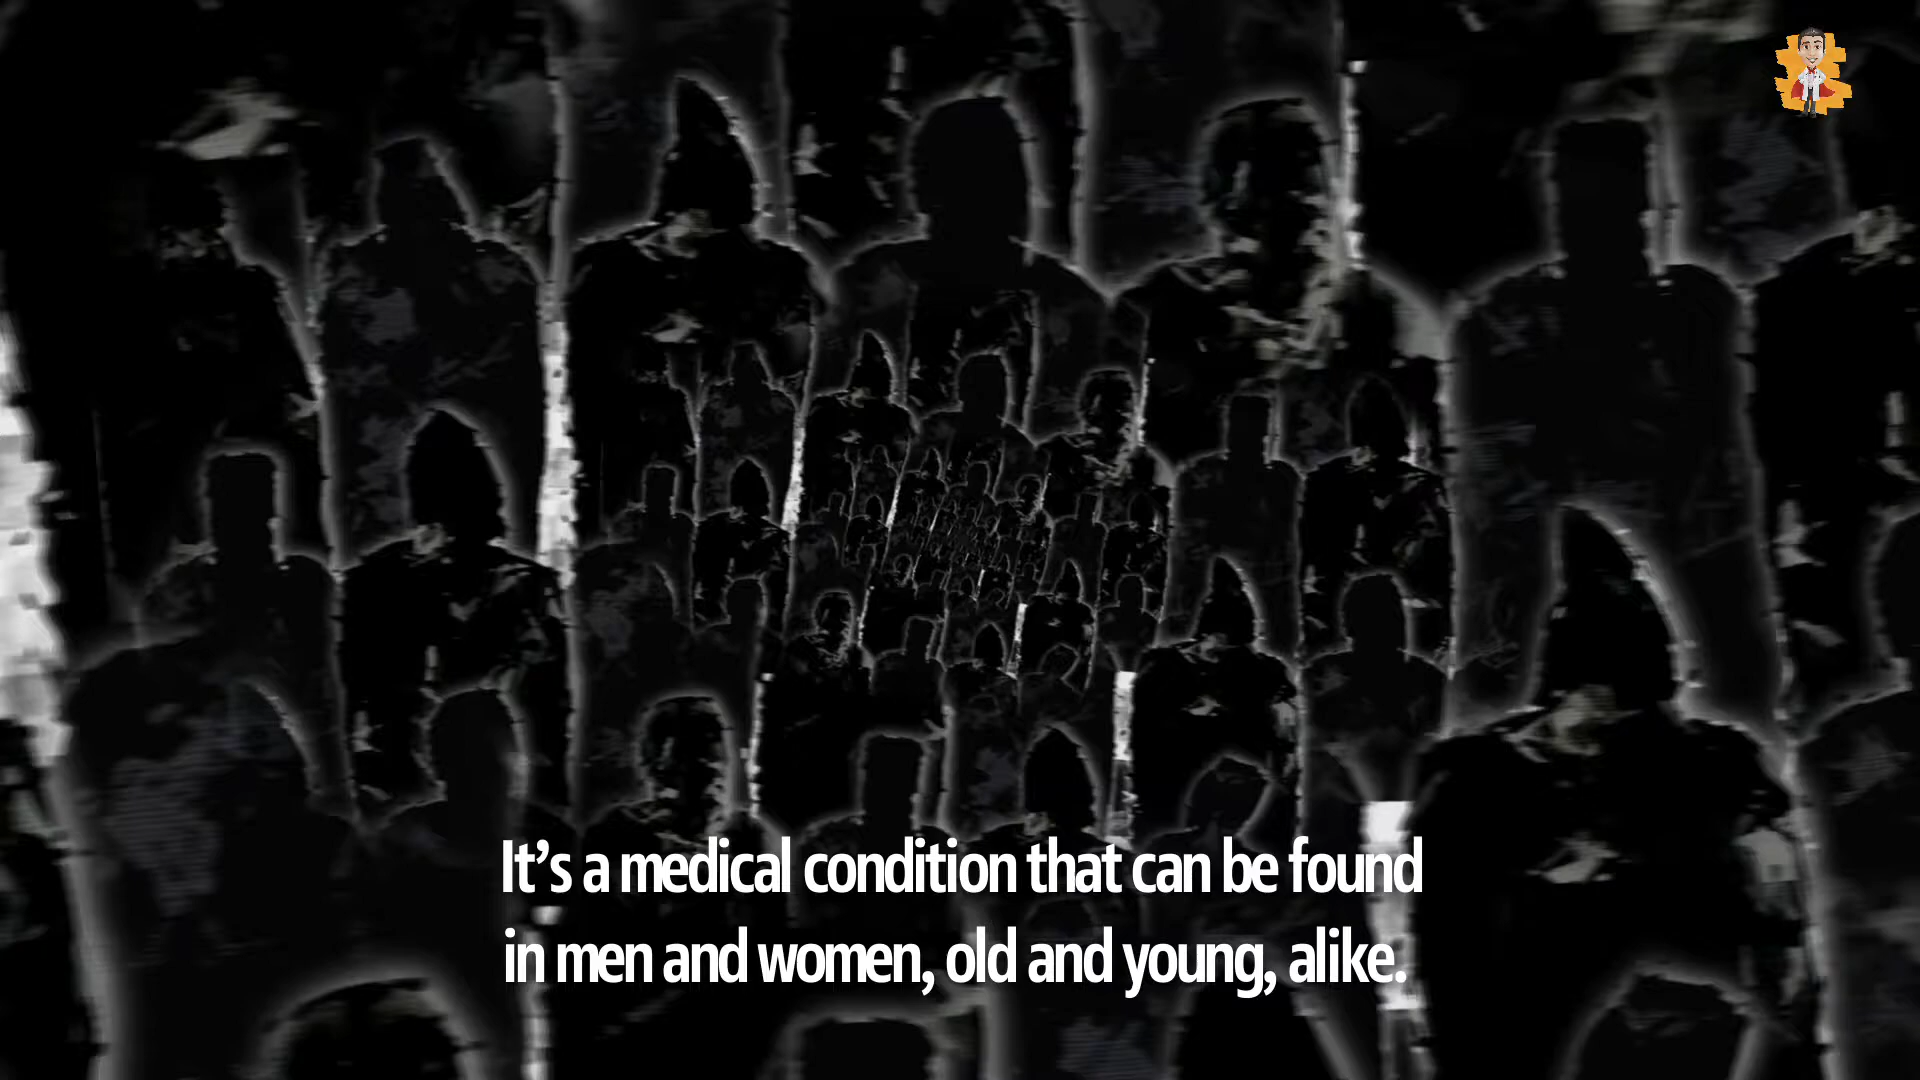 It’s a medical condition that can be found
in men and women, old and young, alike.